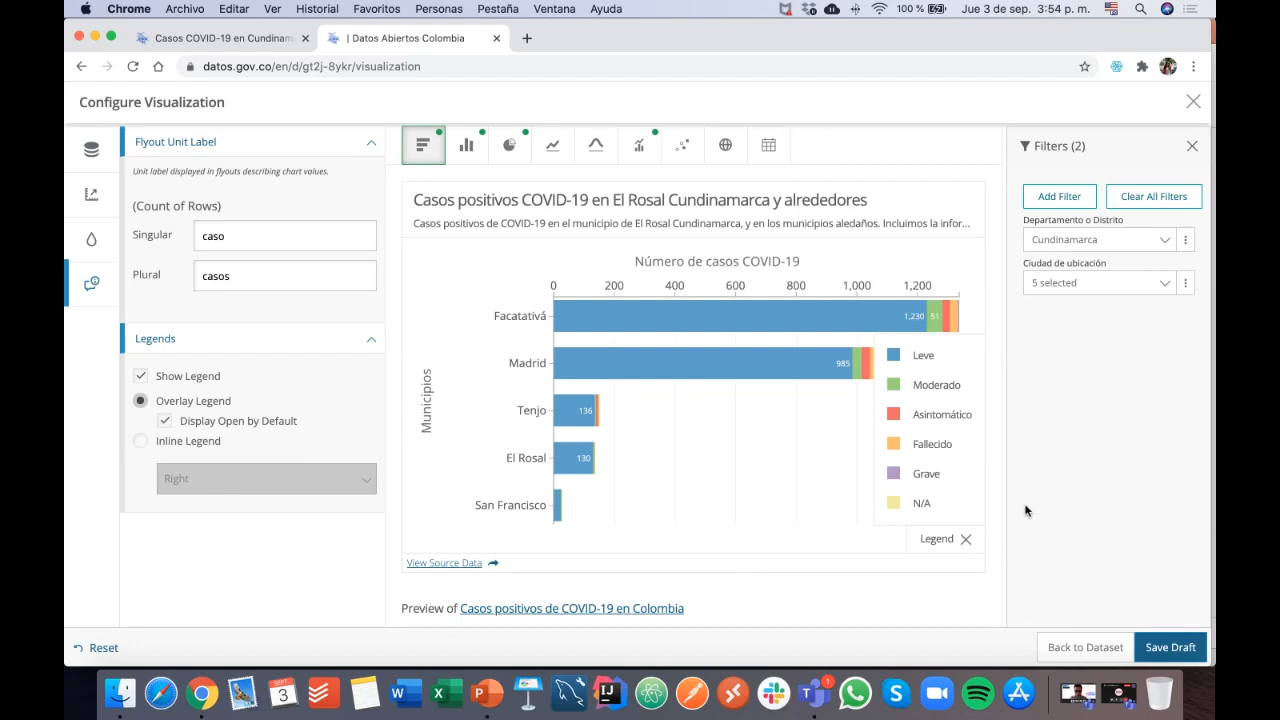 Chrome Archivo Editar Ver Historial Favoritos Personas Pestaña Ventana Ayuda 100 % Jue 3 de sep. 3:54 p. m.
Casos COVID-19 en Cundinam
| Datos Abiertos Colombia
datos.gov.co/en/d/gt2j-8ykr/visualization
Configure Visualization
Flyout Unit Label
Unit label displayed in flyouts describing chart values.
(Count of Rows)
Singular caso
Plural casos
Legends
Show Legend
Overlay Legend
Display Open by Default
Inline Legend
Right
Casos positivos COVID-19 en El Rosal Cundinamarca y alrededores
Casos positivos de COVID-19 en el municipio de El Rosal Cundinamarca, y en los municipios aledaños. Incluimos la infor...
Número de casos COVID-19
0 200 400 600 800 1,000 1,200
Municipios
Facatativá 1,230 51
Madrid 985
Tenjo 136
El Rosal 130
San Francisco
Leve
Moderado
Asintomático
Fallecido
Grave
N/A
Legend
View Source Data
Preview of Casos positivos de COVID-19 en Colombia
Filters (2)
Add Filter Clear All Filters
Departamento o Distrito
Cundinamarca
Ciudad de ubicación
5 selected
Reset
Back to Dataset Save Draft
SEPT
3
1